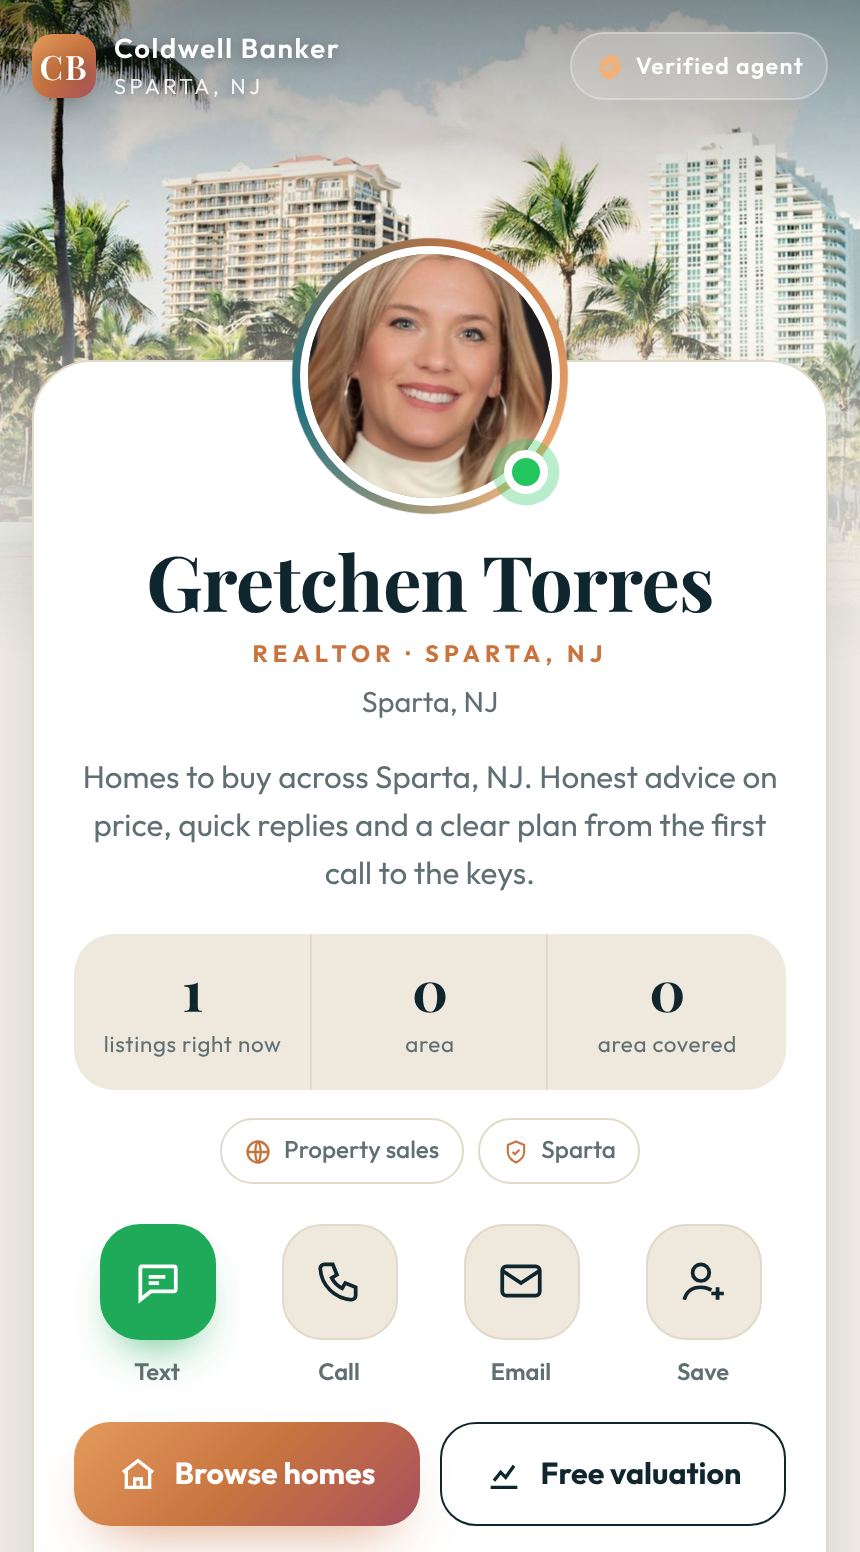 CB
Coldwell Banker
SPARTA, NJ
Verified agent
Gretchen Torres
REALTOR · SPARTA, NJ
Sparta, NJ
Homes to buy across Sparta, NJ. Honest advice on
price, quick replies and a clear plan from the first
call to the keys.
1
listings right now
0
area
0
area covered
Property sales
Sparta
Text
Call
Email
Save
Browse homes
Free valuation